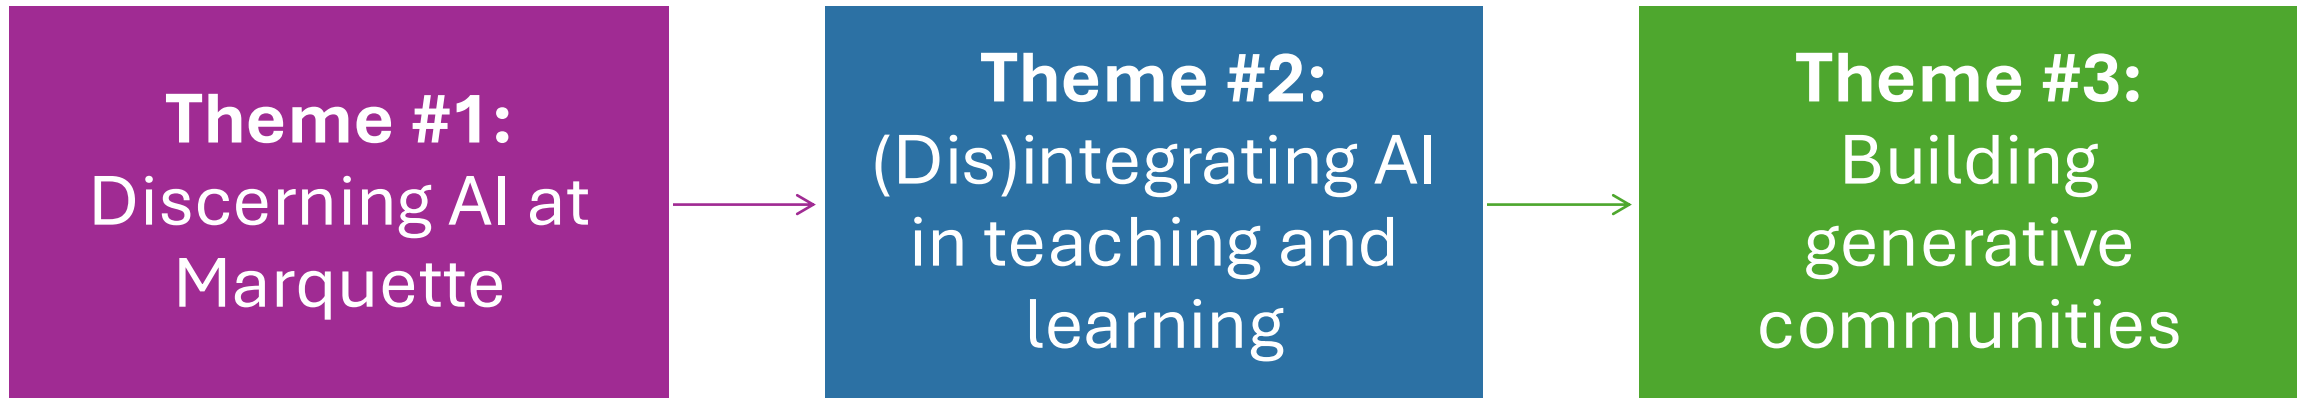 Theme #1:
Discerning AI at
Marquette
Theme #2:
(Dis)integrating AI
in teaching and
learning
Theme #3:
Building
generative
communities